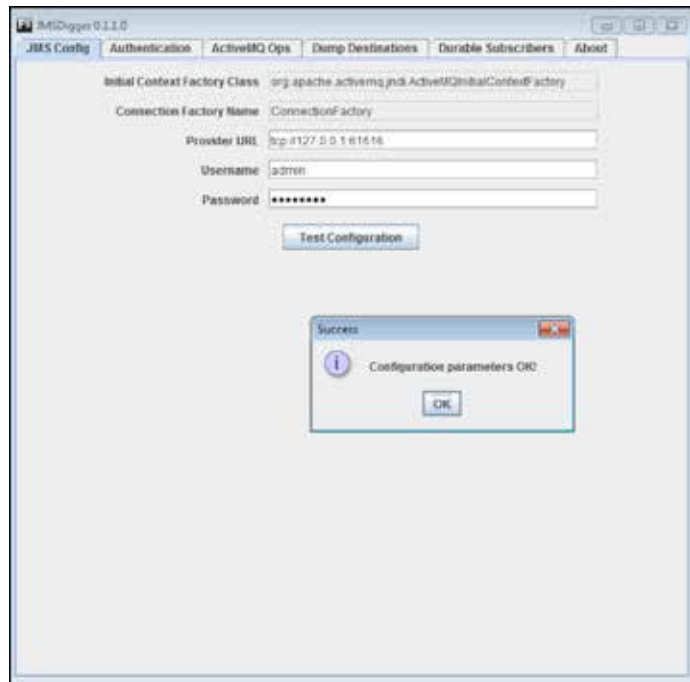 JMSDigger 0.1.1.0
JMS Config Authentication ActiveMQ Ops Dump Destinations Durable Subscribers About
Initial Context Factory Class org.apache.activemq.jndi.ActiveMQInitialContextFactory
Connection Factory Name ConnectionFactory
Provider URL tcp://127.0.0.1:61616
Username admin
Password ••••••••
Test Configuration
Success
Configuration parameters OK!
OK